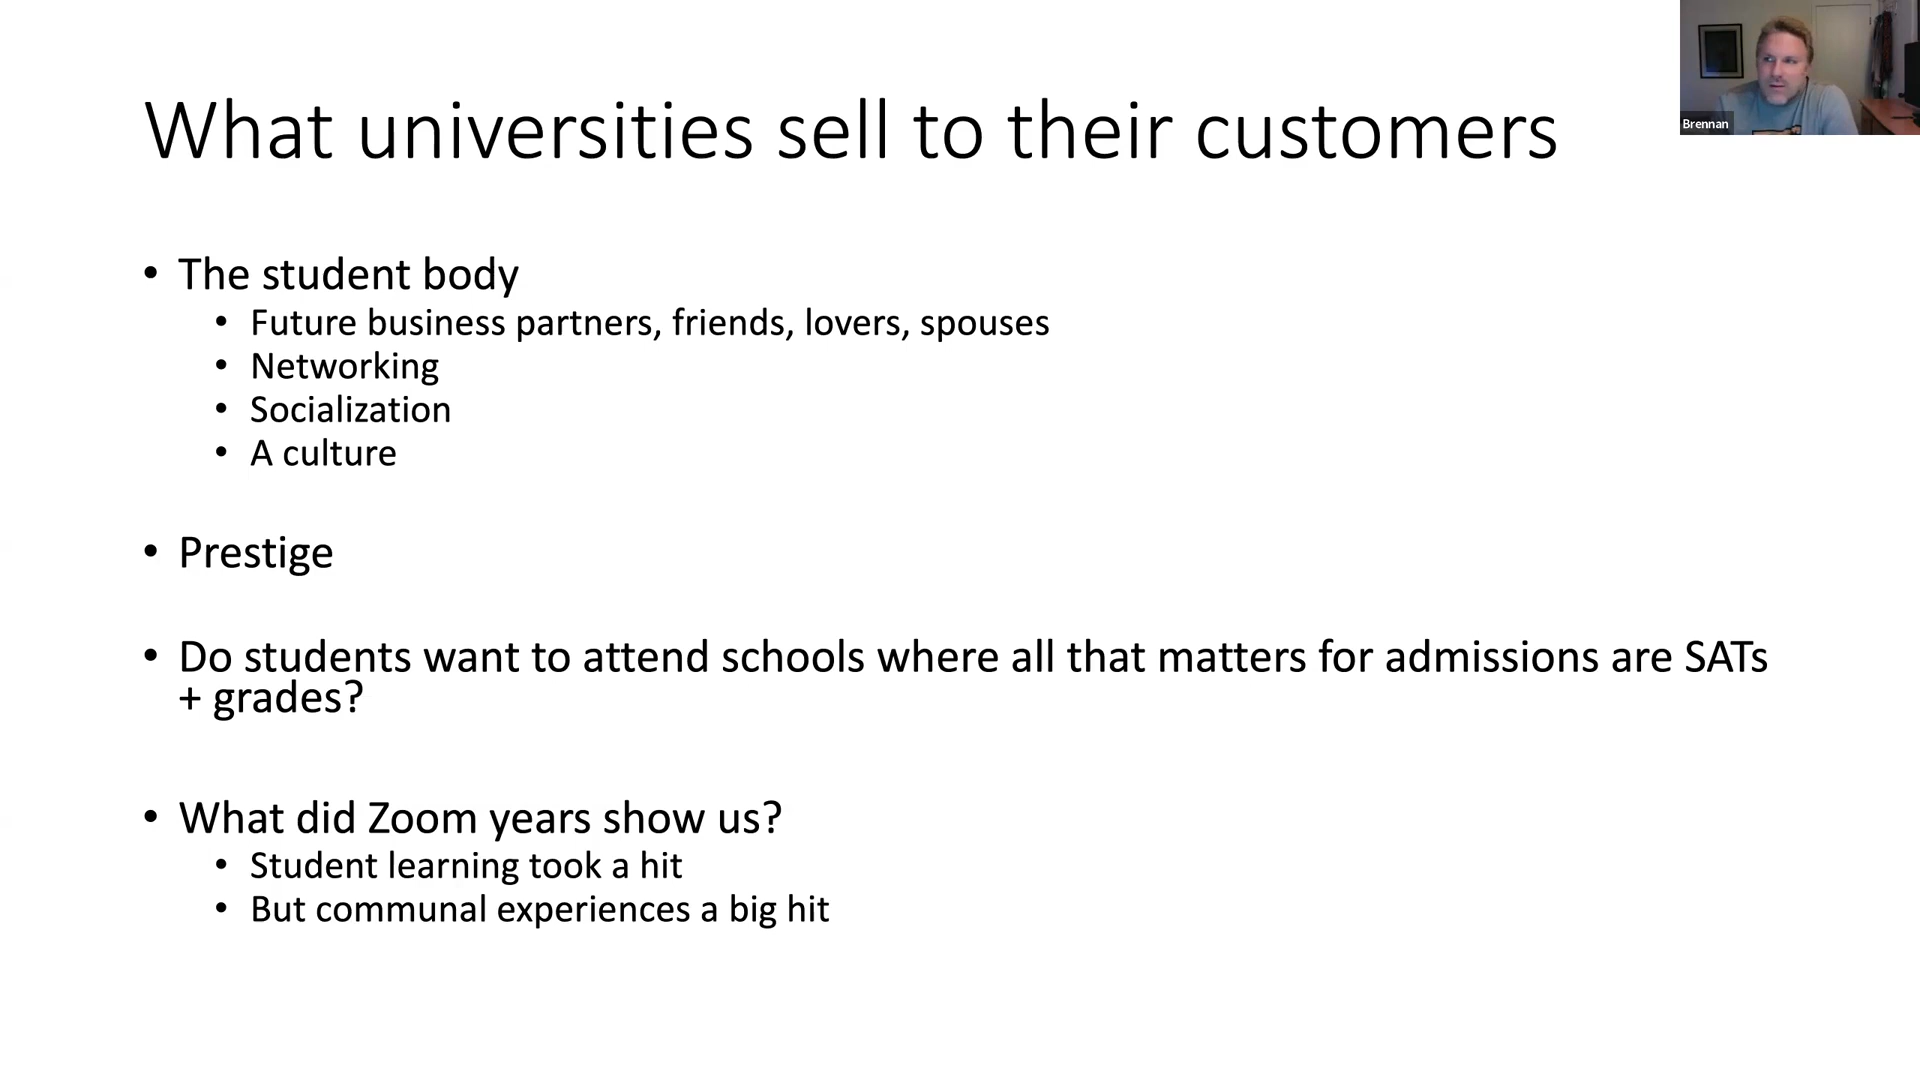 What universities sell to their customers
Brennan
• The student body
• Future business partners, friends, lovers, spouses
• Networking
• Socialization
• A culture
• Prestige
• Do students want to attend schools where all that matters for admissions are SATs
+ grades?
• What did Zoom years show us?
• Student learning took a hit
• But communal experiences a big hit